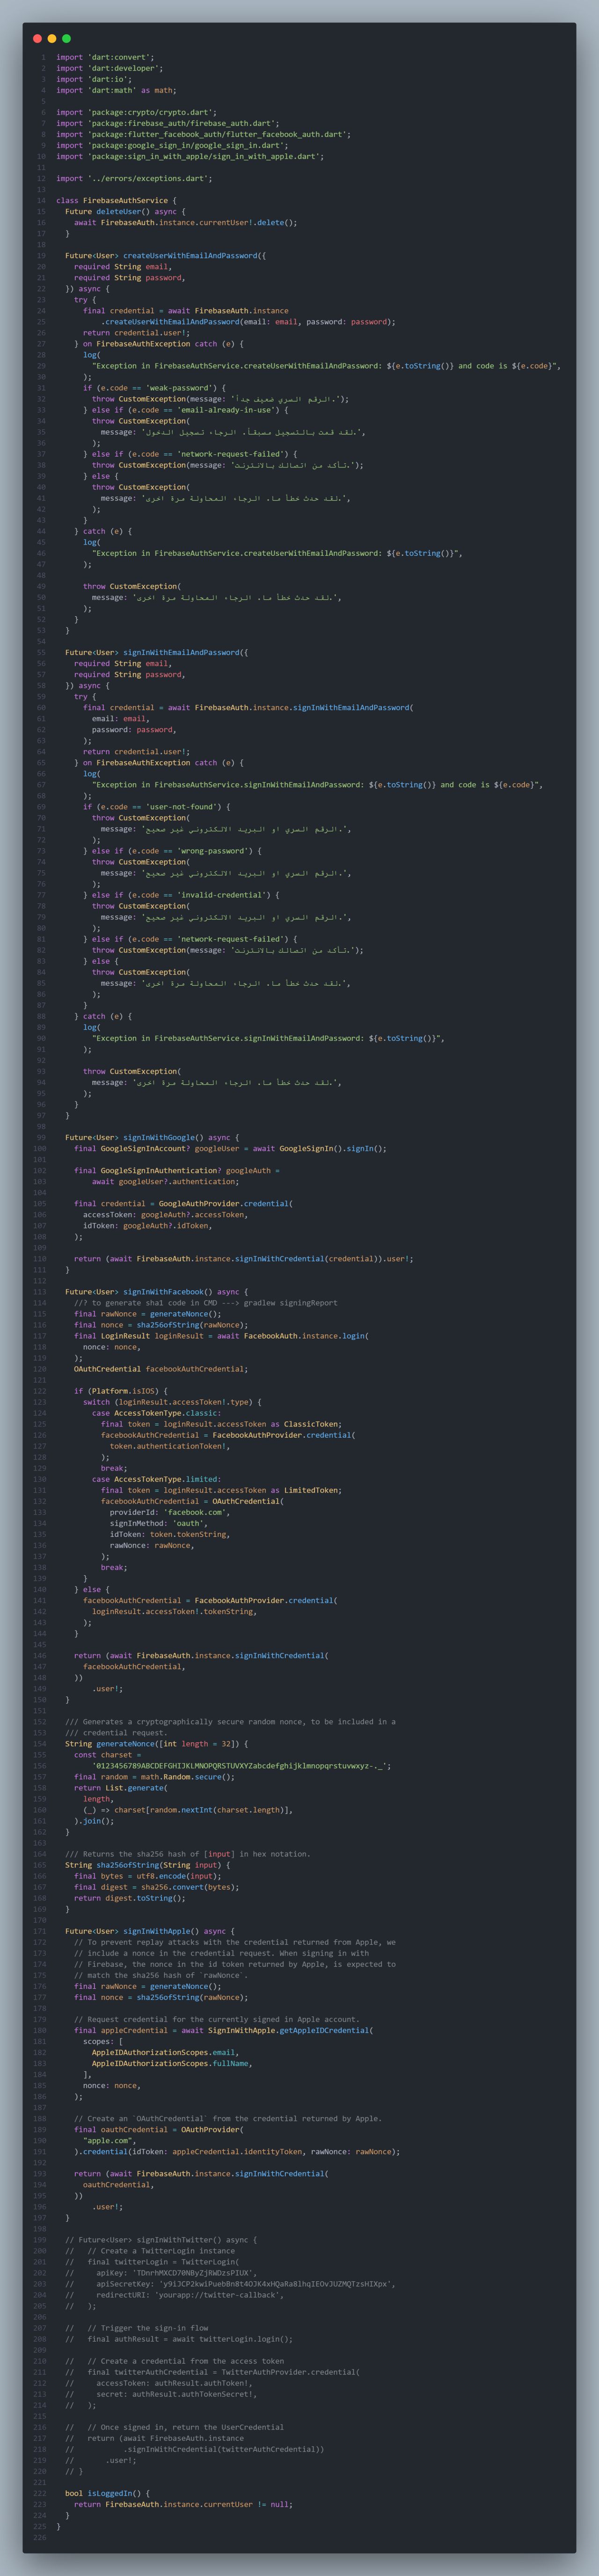 1 import 'dart:convert';
2 import 'dart:developer';
3 import 'dart:io';
4 import 'dart:math' as math;
5
6 import 'package:crypto/crypto.dart';
7 import 'package:firebase_auth/firebase_auth.dart';
8 import 'package:flutter_facebook_auth/flutter_facebook_auth.dart';
9 import 'package:google_sign_in/google_sign_in.dart';
10 import 'package:sign_in_with_apple/sign_in_with_apple.dart';
11
12 import '../errors/exceptions.dart';
13
14 class FirebaseAuthService {
15   Future deleteUser() async {
16     await FirebaseAuth.instance.currentUser!.delete();
17   }
18
19   Future<User> createUserWithEmailAndPassword({
20     required String email,
21     required String password,
22   }) async {
23     try {
24       final credential = await FirebaseAuth.instance
25           .createUserWithEmailAndPassword(email: email, password: password);
26       return credential.user!;
27     } on FirebaseAuthException catch (e) {
28       log(
29         "Exception in FirebaseAuthService.createUserWithEmailAndPassword: ${e.toString()} and code is ${e.code}",
30       );
31       if (e.code == 'weak-password') {
32         throw CustomException(message: 'الرقم السري ضعيف جداً.');
33       } else if (e.code == 'email-already-in-use') {
34         throw CustomException(
35           message: 'لقد قمت بالتسجيل مسبقاً. الرجاء تسجيل الدخول.',
36         );
37       } else if (e.code == 'network-request-failed') {
38         throw CustomException(message: 'تأكد من اتصالك بالانترنت.');
39       } else {
40         throw CustomException(
41           message: 'لقد حدث خطأ ما. الرجاء المحاولة مرة اخرى.',
42         );
43       }
44     } catch (e) {
45       log(
46         "Exception in FirebaseAuthService.createUserWithEmailAndPassword: ${e.toString()}",
47       );
48
49       throw CustomException(
50         message: 'لقد حدث خطأ ما. الرجاء المحاولة مرة اخرى.',
51       );
52     }
53   }
54
55   Future<User> signInWithEmailAndPassword({
56     required String email,
57     required String password,
58   }) async {
59     try {
60       final credential = await FirebaseAuth.instance.signInWithEmailAndPassword(
61         email: email,
62         password: password,
63       );
64       return credential.user!;
65     } on FirebaseAuthException catch (e) {
66       log(
67         "Exception in FirebaseAuthService.signInWithEmailAndPassword: ${e.toString()} and code is ${e.code}",
68       );
69       if (e.code == 'user-not-found') {
70         throw CustomException(
71           message: 'الرقم السري او البريد الالكتروني غير صحيح.',
72         );
73       } else if (e.code == 'wrong-password') {
74         throw CustomException(
75           message: 'الرقم السري او البريد الالكتروني غير صحيح.',
76         );
77       } else if (e.code == 'invalid-credential') {
78         throw CustomException(
79           message: 'الرقم السري او البريد الالكتروني غير صحيح.',
80         );
81       } else if (e.code == 'network-request-failed') {
82         throw CustomException(message: 'تأكد من اتصالك بالانترنت.');
83       } else {
84         throw CustomException(
85           message: 'لقد حدث خطأ ما. الرجاء المحاولة مرة اخرى.',
86         );
87       }
88     } catch (e) {
89       log(
90         "Exception in FirebaseAuthService.signInWithEmailAndPassword: ${e.toString()}",
91       );
92
93       throw CustomException(
94         message: 'لقد حدث خطأ ما. الرجاء المحاولة مرة اخرى.',
95       );
96     }
97   }
98
99   Future<User> signInWithGoogle() async {
100     final GoogleSignInAccount? googleUser = await GoogleSignIn().signIn();
101
102     final GoogleSignInAuthentication? googleAuth =
103         await googleUser?.authentication;
104
105     final credential = GoogleAuthProvider.credential(
106       accessToken: googleAuth?.accessToken,
107       idToken: googleAuth?.idToken,
108     );
109
110     return (await FirebaseAuth.instance.signInWithCredential(credential)).user!;
111   }
112
113   Future<User> signInWithFacebook() async {
114     //? to generate sha1 code in CMD ---> gradlew signingReport
115     final rawNonce = generateNonce();
116     final nonce = sha256ofString(rawNonce);
117     final LoginResult loginResult = await FacebookAuth.instance.login(
118       nonce: nonce,
119     );
120     OAuthCredential facebookAuthCredential;
121
122     if (Platform.isIOS) {
123       switch (loginResult.accessToken!.type) {
124         case AccessTokenType.classic:
125           final token = loginResult.accessToken as ClassicToken;
126           facebookAuthCredential = FacebookAuthProvider.credential(
127             token.authenticationToken!,
128           );
129           break;
130         case AccessTokenType.limited:
131           final token = loginResult.accessToken as LimitedToken;
132           facebookAuthCredential = OAuthCredential(
133             providerId: 'facebook.com',
134             signInMethod: 'oauth',
135             idToken: token.tokenString,
136             rawNonce: rawNonce,
137           );
138           break;
139       }
140     } else {
141       facebookAuthCredential = FacebookAuthProvider.credential(
142         loginResult.accessToken!.tokenString,
143       );
144     }
145
146     return (await FirebaseAuth.instance.signInWithCredential(
147       facebookAuthCredential,
148     ))
149         .user!;
150   }
151
152   /// Generates a cryptographically secure random nonce, to be included in a
153   /// credential request.
154   String generateNonce([int length = 32]) {
155     const charset =
156         '0123456789ABCDEFGHIJKLMNOPQRSTUVXYZabcdefghijklmnopqrstuvwxyz-._';
157     final random = math.Random.secure();
158     return List.generate(
159       length,
160       (_) => charset[random.nextInt(charset.length)],
161     ).join();
162   }
163
164   /// Returns the sha256 hash of [input] in hex notation.
165   String sha256ofString(String input) {
166     final bytes = utf8.encode(input);
167     final digest = sha256.convert(bytes);
168     return digest.toString();
169   }
170
171   Future<User> signInWithApple() async {
172     // To prevent replay attacks with the credential returned from Apple, we
173     // include a nonce in the credential request. When signing in with
174     // Firebase, the nonce in the id token returned by Apple, is expected to
175     // match the sha256 hash of `rawNonce`.
176     final rawNonce = generateNonce();
177     final nonce = sha256ofString(rawNonce);
178
179     // Request credential for the currently signed in Apple account.
180     final appleCredential = await SignInWithApple.getAppleIDCredential(
181       scopes: [
182         AppleIDAuthorizationScopes.email,
183         AppleIDAuthorizationScopes.fullName,
184       ],
185       nonce: nonce,
186     );
187
188     // Create an `OAuthCredential` from the credential returned by Apple.
189     final oauthCredential = OAuthProvider(
190       "apple.com",
191     ).credential(idToken: appleCredential.identityToken, rawNonce: rawNonce);
192
193     return (await FirebaseAuth.instance.signInWithCredential(
194       oauthCredential,
195     ))
196         .user!;
197   }
198
199   // Future<User> signInWithTwitter() async {
200   //   // Create a TwitterLogin instance
201   //   final twitterLogin = TwitterLogin(
202   //     apiKey:
203   //     apiSecretKey:
204   //     redirectURI: 'yourapp://twitter-callback',
205   //   );
206
207   //   // Trigger the sign-in flow
208   //   final authResult = await twitterLogin.login();
209
210   //   // Create a credential from the access token
211   //   final twitterAuthCredential = TwitterAuthProvider.credential(
212   //     accessToken: authResult.authToken!,
213   //     secret: authResult.authTokenSecret!,
214   //   );
215
216   //   // Once signed in, return the UserCredential
217   //   return (await FirebaseAuth.instance
218   //           .signInWithCredential(twitterAuthCredential))
219   //       .user!;
220   // }
221
222   bool isLoggedIn() {
223     return FirebaseAuth.instance.currentUser != null;
224   }
225 }
226